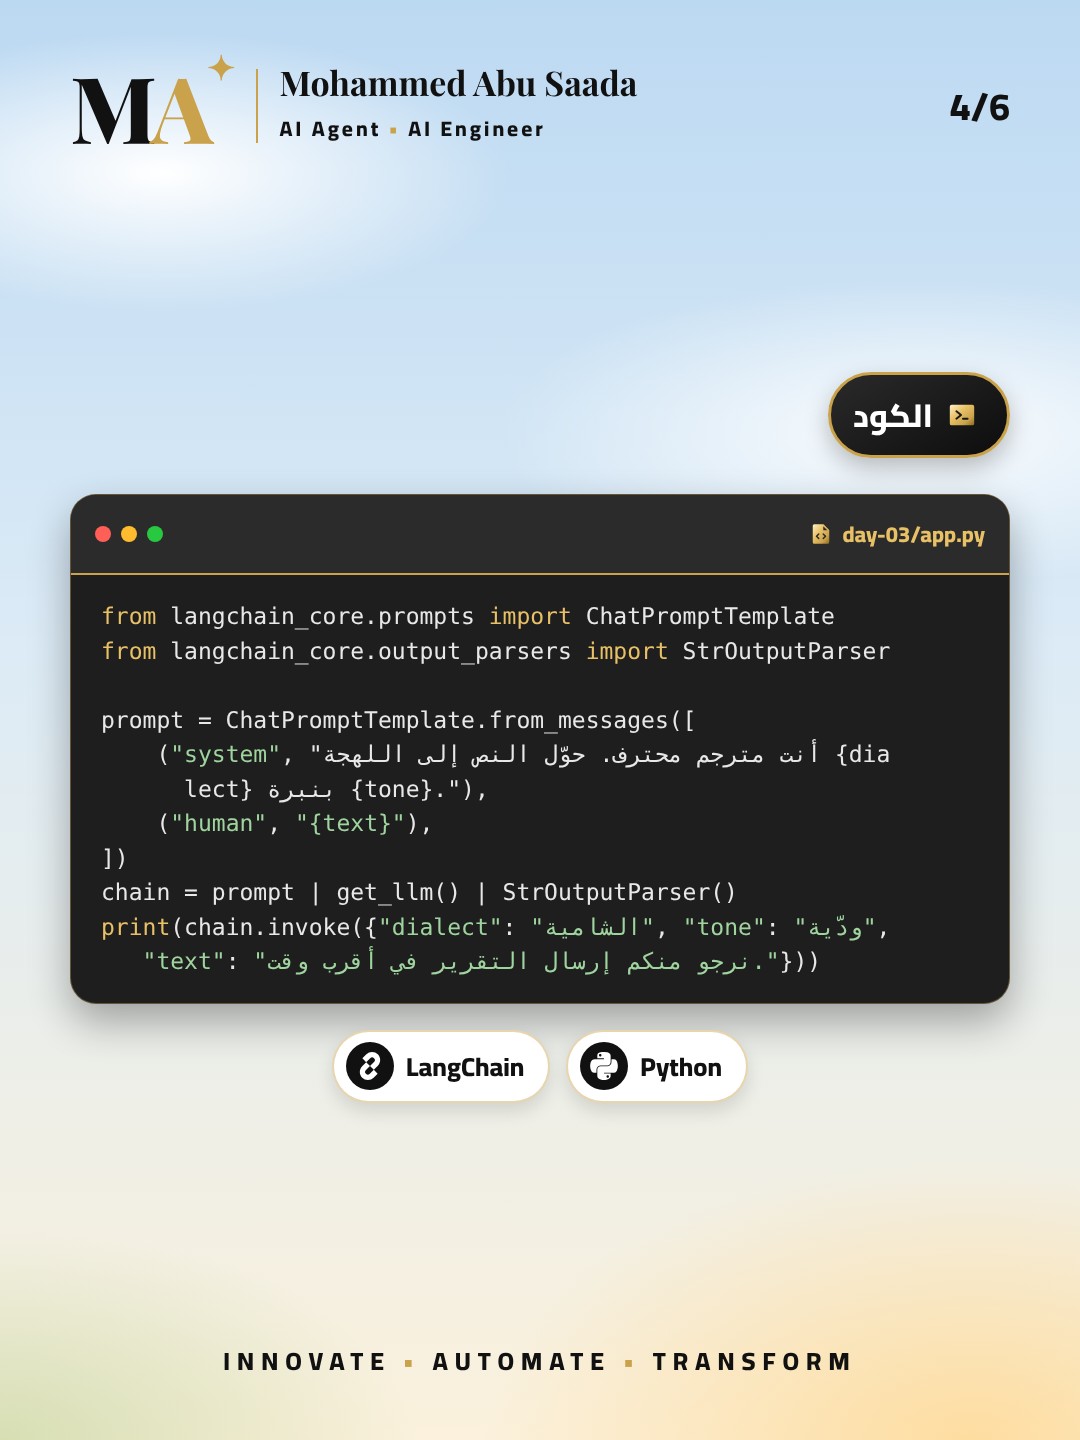 MA
Mohammed Abu Saada
AI Agent ▪ AI Engineer
4/6
الكود
day-03/app.py
from langchain_core.prompts import ChatPromptTemplate
from langchain_core.output_parsers import StrOutputParser
prompt = ChatPromptTemplate.from_messages([
("system", "أنت مترجم محترف. حوّل النص إلى اللهجة {dia
lect} بنبرة {tone}."),
("human", "{text}"),
])
chain = prompt | get_llm() | StrOutputParser()
print(chain.invoke({"dialect": "الشامية", "tone": "ودّية",
"text": "نرجو منكم إرسال التقرير في أقرب وقت."}))
LangChain
Python
INNOVATE ▪ AUTOMATE ▪ TRANSFORM